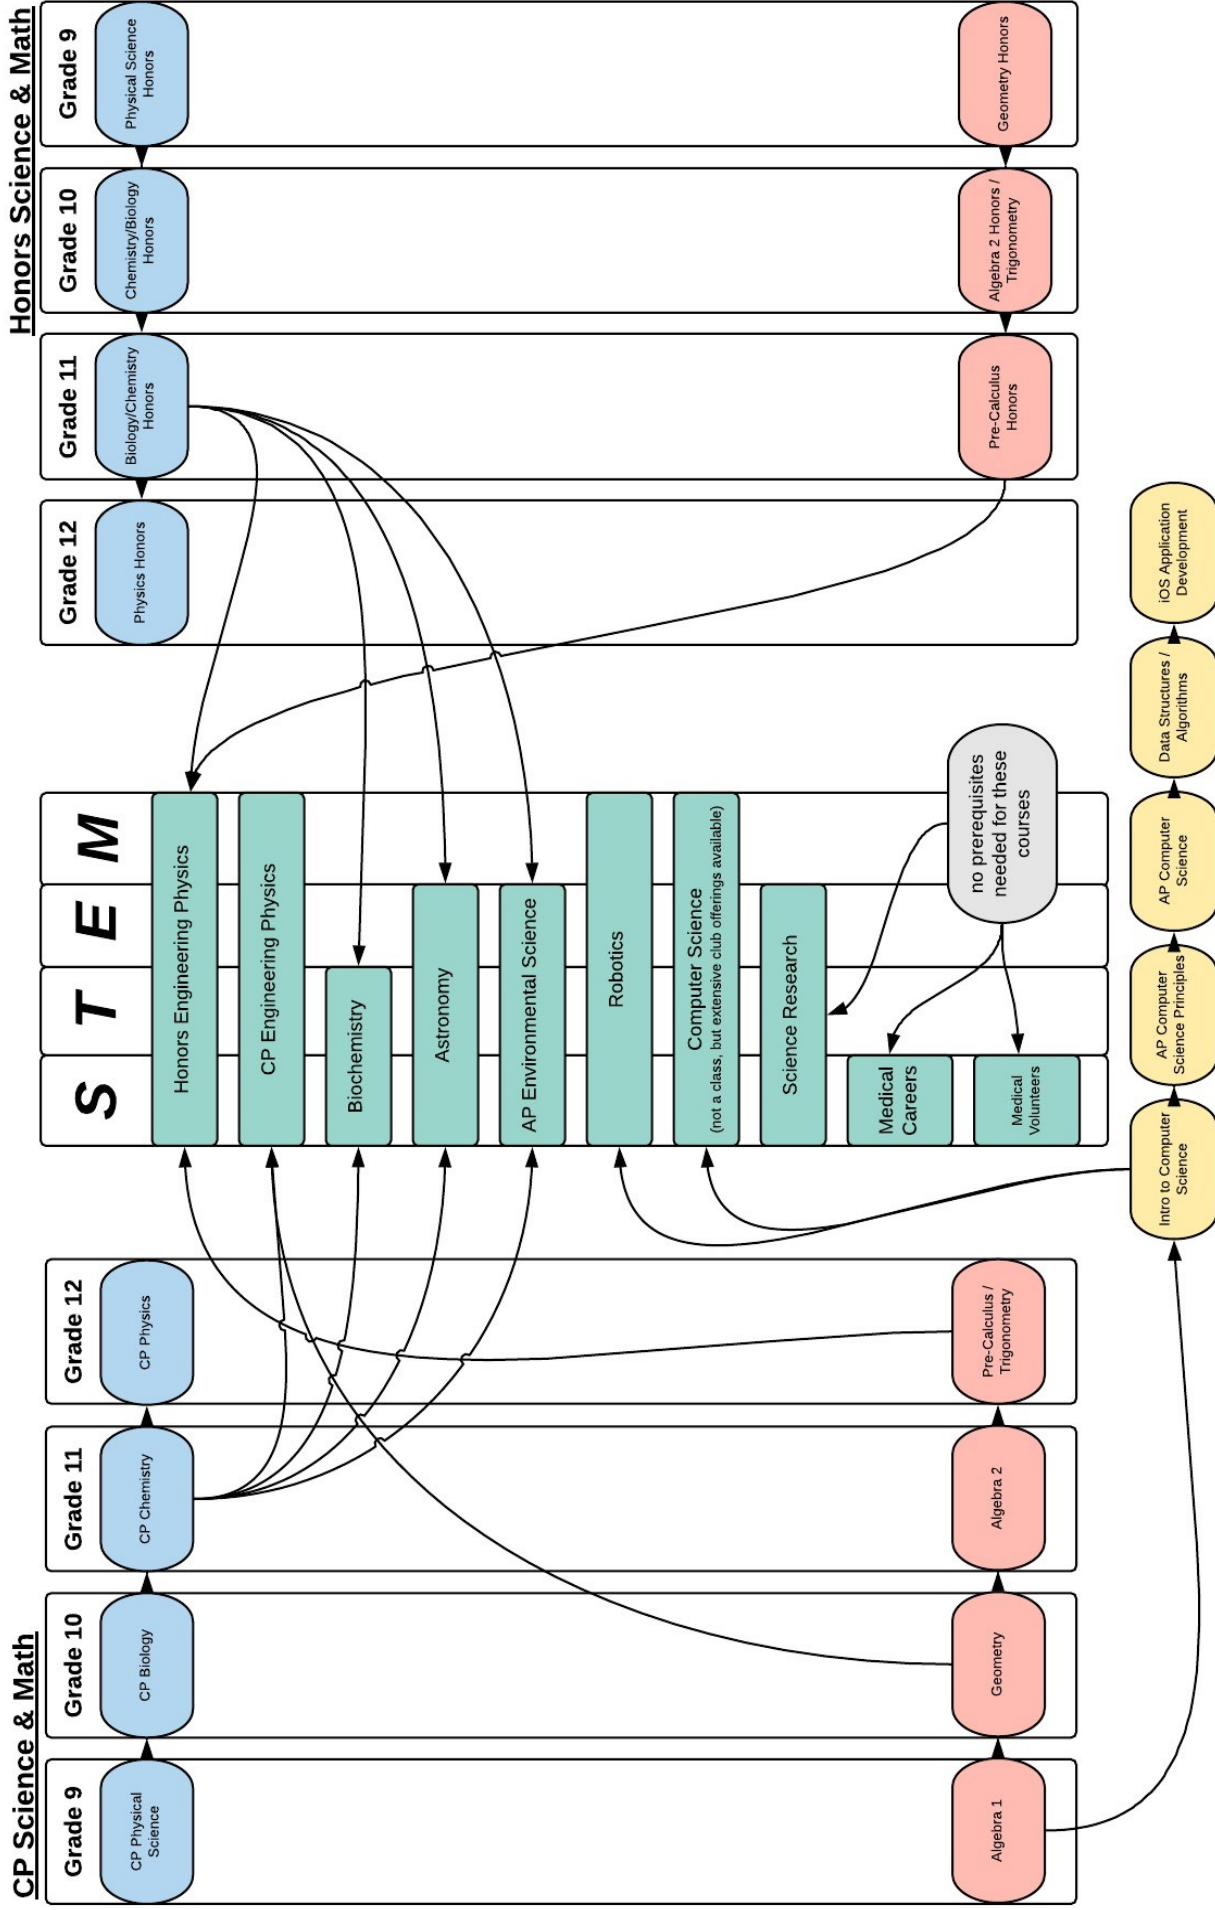 CP Science & Math
Grade 9
CP Physical
Science
Algebra 1
Grade 10
CP Biology
Geometry
Grade 11
CP Chemistry
Algebra 2
Grade 12
CP Physics
Pre-Calculus /
Trigonometry
S T E M
Honors Engineering Physics
CP Engineering Physics
Biochemistry
Astronomy
AP Environmental Science
Robotics
Computer Science
(not a class, but extensive club offerings available)
Science Research
Medical
Careers
Medical
Volunteers
no prerequisites
needed for these
courses
Honors Science & Math
Grade 12
Physics Honors
Grade 11
Biology/Chemistry
Honors
Pre-Calculus
Honors
Grade 10
Chemistry/Biology
Honors
Algebra 2 Honors /
Trigonometry
Grade 9
Physical Science
Honors
Geometry Honors
Intro to Computer
Science
AP Computer
Science Principles
AP Computer
Science
Data Structures /
Algorithms
iOS Application
Development